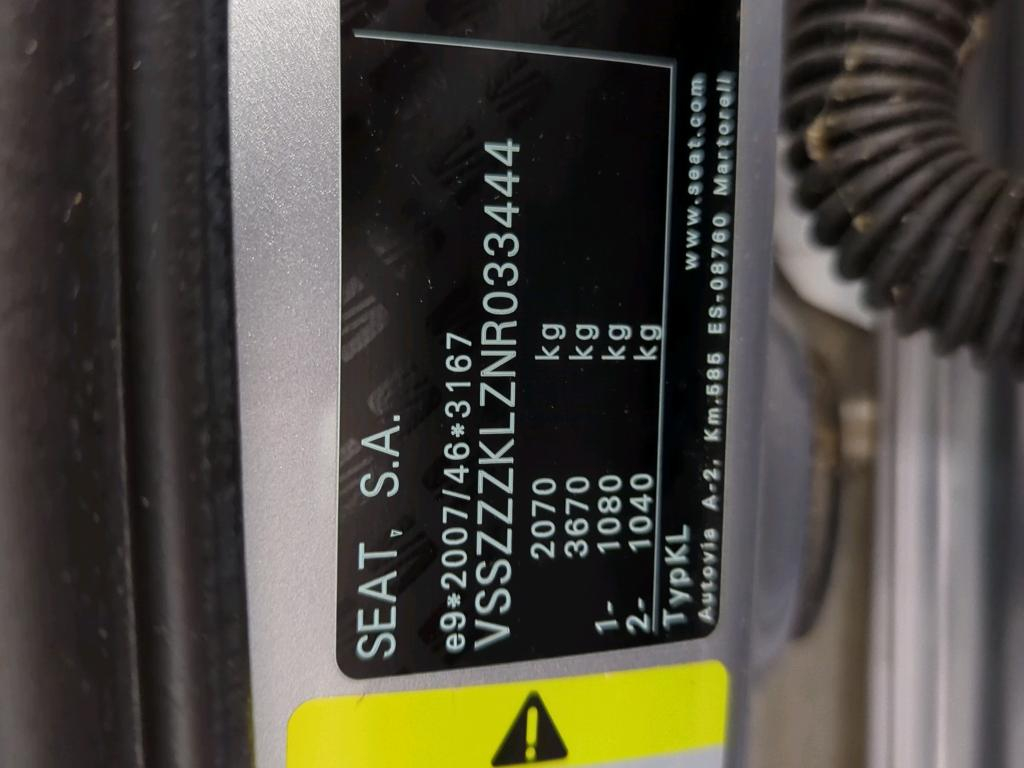 SEAT, S.A.
e9*2007/46*3167
VSSZZZKLZNR033444
2070 kg
3670 kg
1- 1080 kg
2- 1040 kg
TypKL
www.seat.com
Autovia A-2, Km.585 ES-08760 Martorell